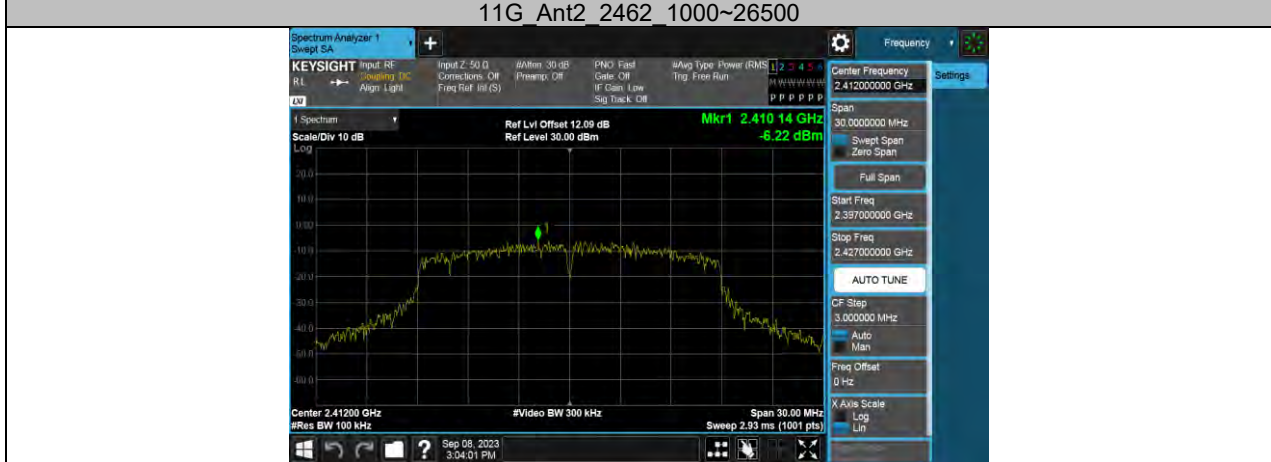 11G_Ant2_2462_1000~26500
Spectrum Analyzer 1
Swept SA
+
Frequency
KEYSIGHT
RL
LXI
Input: RF
Coupling: DC
Align: Light
Input Z: 50 Ω
Corrections: Off
Freq Ref: Int (S)
#Atten: 30 dB
Preamp: Off
PNO: Fast
Gate: Off
IF Gain: Low
Sig Track: Off
#Avg Type: Power (RMS
Trig: Free Run
1 2 3 4 5 6
M W W W W W
P P P P P P
Center Frequency
2.412000000 GHz
Settings
1 Spectrum
Scale/Div 10 dB
Log
Ref Lvl Offset 12.09 dB
Ref Level 30.00 dBm
Mkr1 2.410 14 GHz
-6.22 dBm
Span
30.0000000 MHz
Swept Span
Zero Span
Full Span
Start Freq
2.397000000 GHz
Stop Freq
2.427000000 GHz
AUTO TUNE
CF Step
3.000000 MHz
Auto
Man
Freq Offset
0 Hz
X Axis Scale
Log
Lin
20.0
10.0
0.00
-10.0
-20.0
-30.0
-40.0
-50.0
-60.0
1
Center 2.41200 GHz
#Res BW 100 kHz
#Video BW 300 kHz
Span 30.00 MHz
Sweep 2.93 ms (1001 pts)
?
Sep 08, 2023
3:04:01 PM